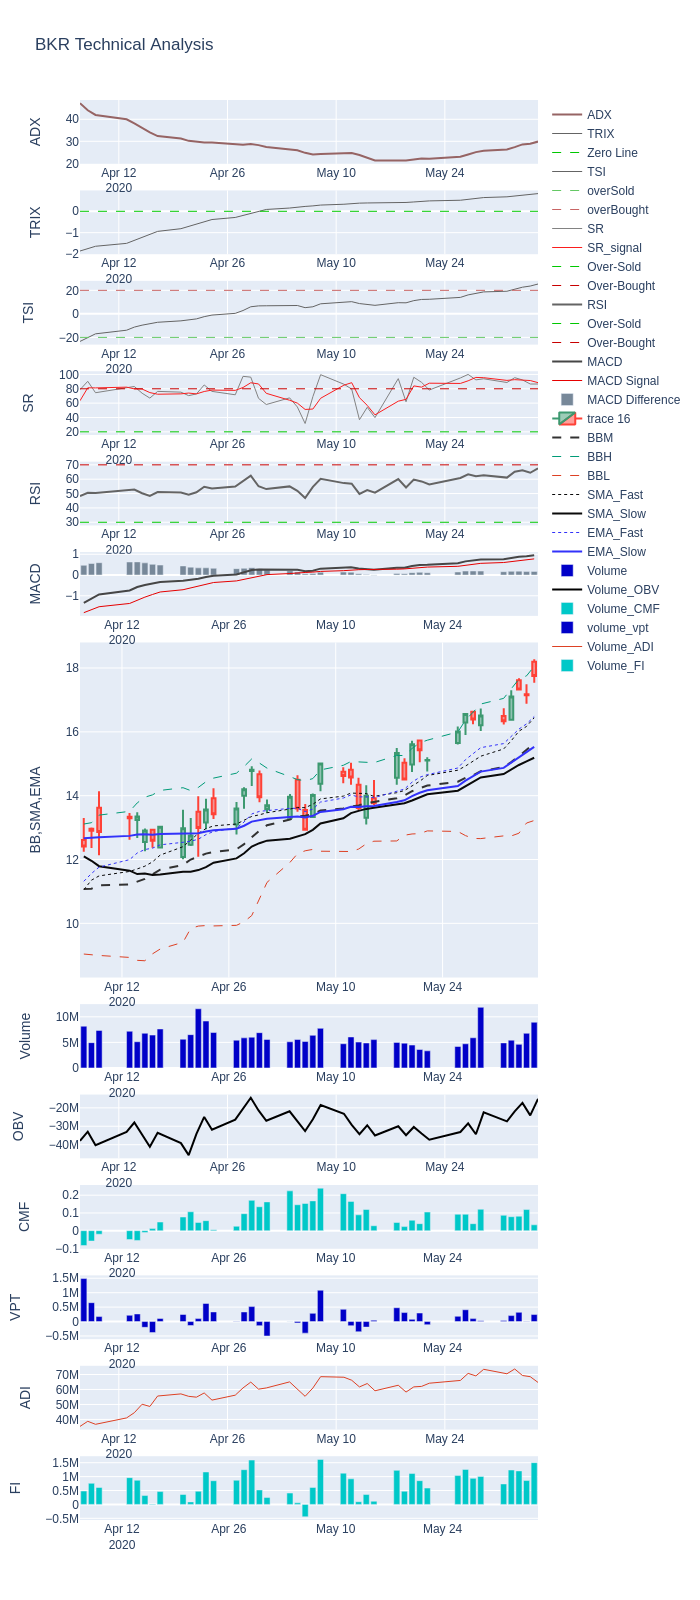 BKR Technical Analysis
ADX
40
30
20
Apr 12
2020
Apr 26
May 10
May 24
TRIX
0
−1
−2
Apr 12
2020
Apr 26
May 10
May 24
TSI
20
0
−20
Apr 12
2020
Apr 26
May 10
May 24
SR
100
80
60
40
20
Apr 12
2020
Apr 26
May 10
May 24
RSI
70
60
50
40
30
Apr 12
2020
Apr 26
May 10
May 24
MACD
1
0
−1
Apr 12
2020
Apr 26
May 10
May 24
BB,SMA,EMA
18
16
14
12
10
Apr 12
2020
Apr 26
May 10
May 24
Volume
10M
5M
0
Apr 12
2020
Apr 26
May 10
May 24
OBV
−20M
−30M
−40M
Apr 12
2020
Apr 26
May 10
May 24
CMF
0.2
0.1
0
−0.1
Apr 12
2020
Apr 26
May 10
May 24
VPT
1.5M
1M
0.5M
0
−0.5M
Apr 12
2020
Apr 26
May 10
May 24
ADI
70M
60M
50M
40M
Apr 12
2020
Apr 26
May 10
May 24
FI
1.5M
1M
0.5M
0
−0.5M
Apr 12
2020
Apr 26
May 10
May 24
ADX
TRIX
Zero Line
TSI
overSold
overBought
SR
SR_signal
Over-Sold
Over-Bought
RSI
Over-Sold
Over-Bought
MACD
MACD Signal
MACD Difference
trace 16
BBM
BBH
BBL
SMA_Fast
SMA_Slow
EMA_Fast
EMA_Slow
Volume
Volume_OBV
Volume_CMF
volume_vpt
Volume_ADI
Volume_FI